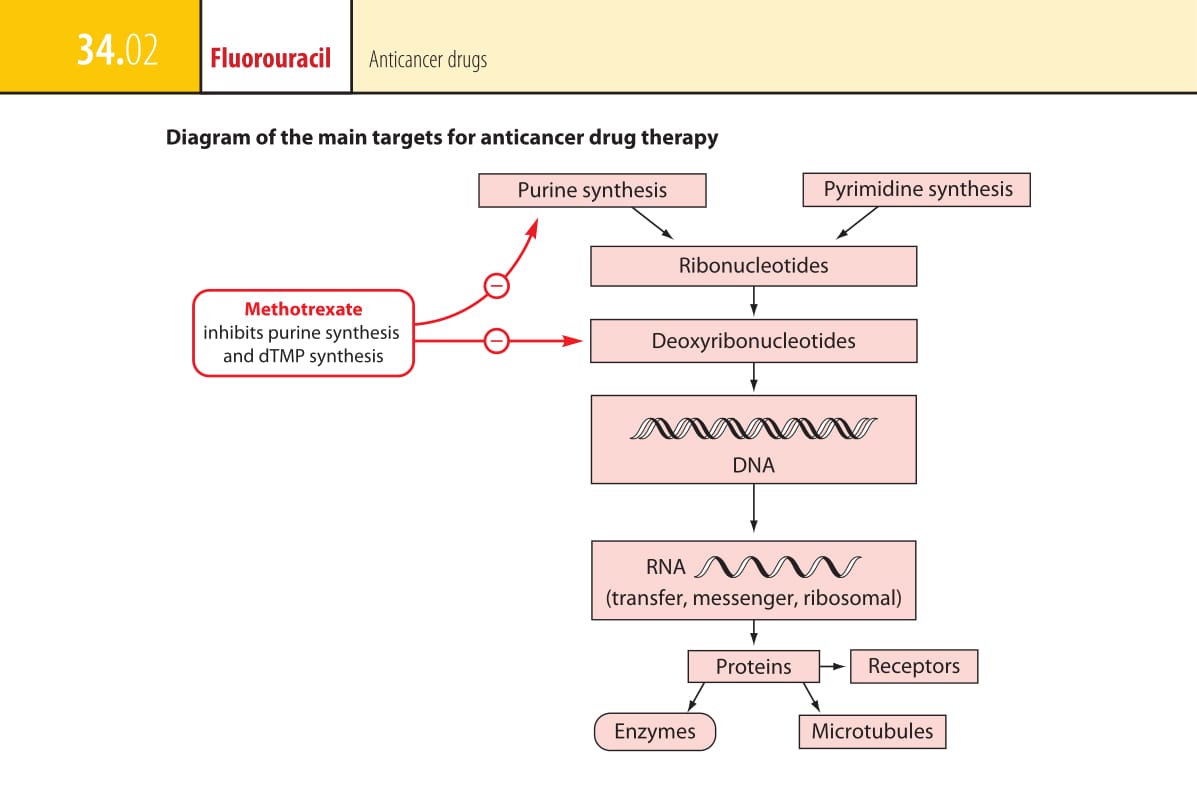 34.02
Fluorouracil
Anticancer drugs
Diagram of the main targets for anticancer drug therapy
Purine synthesis
Pyrimidine synthesis
Ribonucleotides
Methotrexate
inhibits purine synthesis
and dTMP synthesis
−
−
Deoxyribonucleotides
DNA
RNA
(transfer, messenger, ribosomal)
Proteins
Receptors
Enzymes
Microtubules